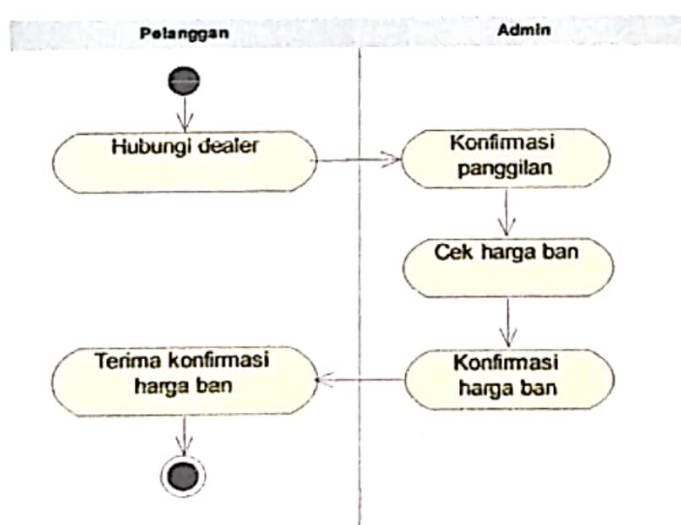 Pelanggan
Admin
Hubungi dealer
Konfirmasi
panggilan
Cek harga ban
Terima konfirmasi
harga ban
Konfirmasi
harga ban